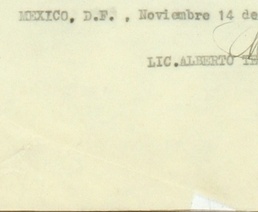 MEXICO, D.F. , Noviembre 14 de
LIC.ALBERTO